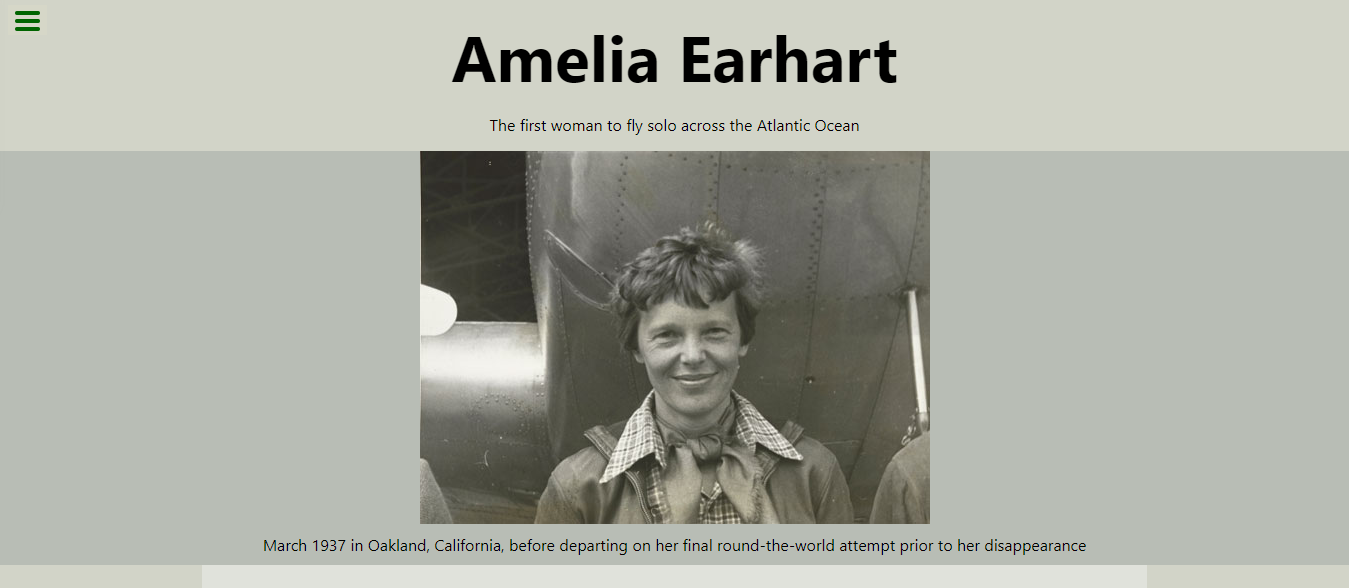 Amelia Earhart
The first woman to fly solo across the Atlantic Ocean
March 1937 in Oakland, California, before departing on her final round-the-world attempt prior to her disappearance